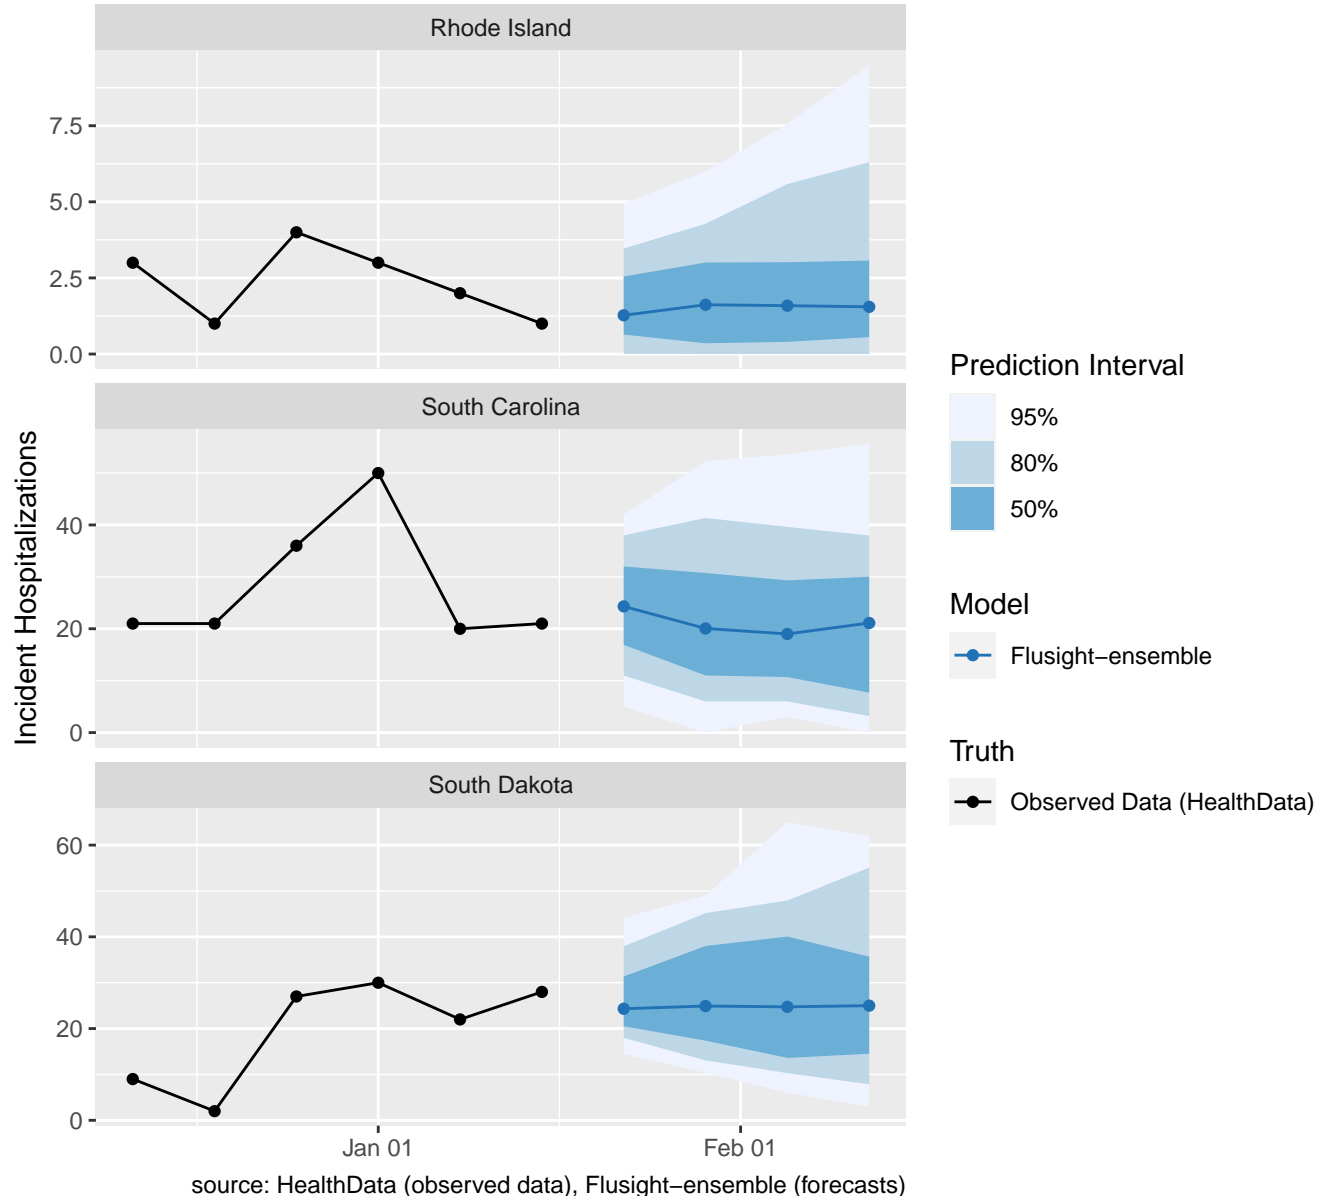 Rhode Island
7.5
5.0
2.5
0.0
South Carolina
40
20
0
South Dakota
60
40
20
0
Jan 01
Feb 01
Incident Hospitalizations
source: HealthData (observed data), Flusight−ensemble (forecasts)
Prediction Interval
95%
80%
50%
Model
Flusight−ensemble
Truth
Observed Data (HealthData)